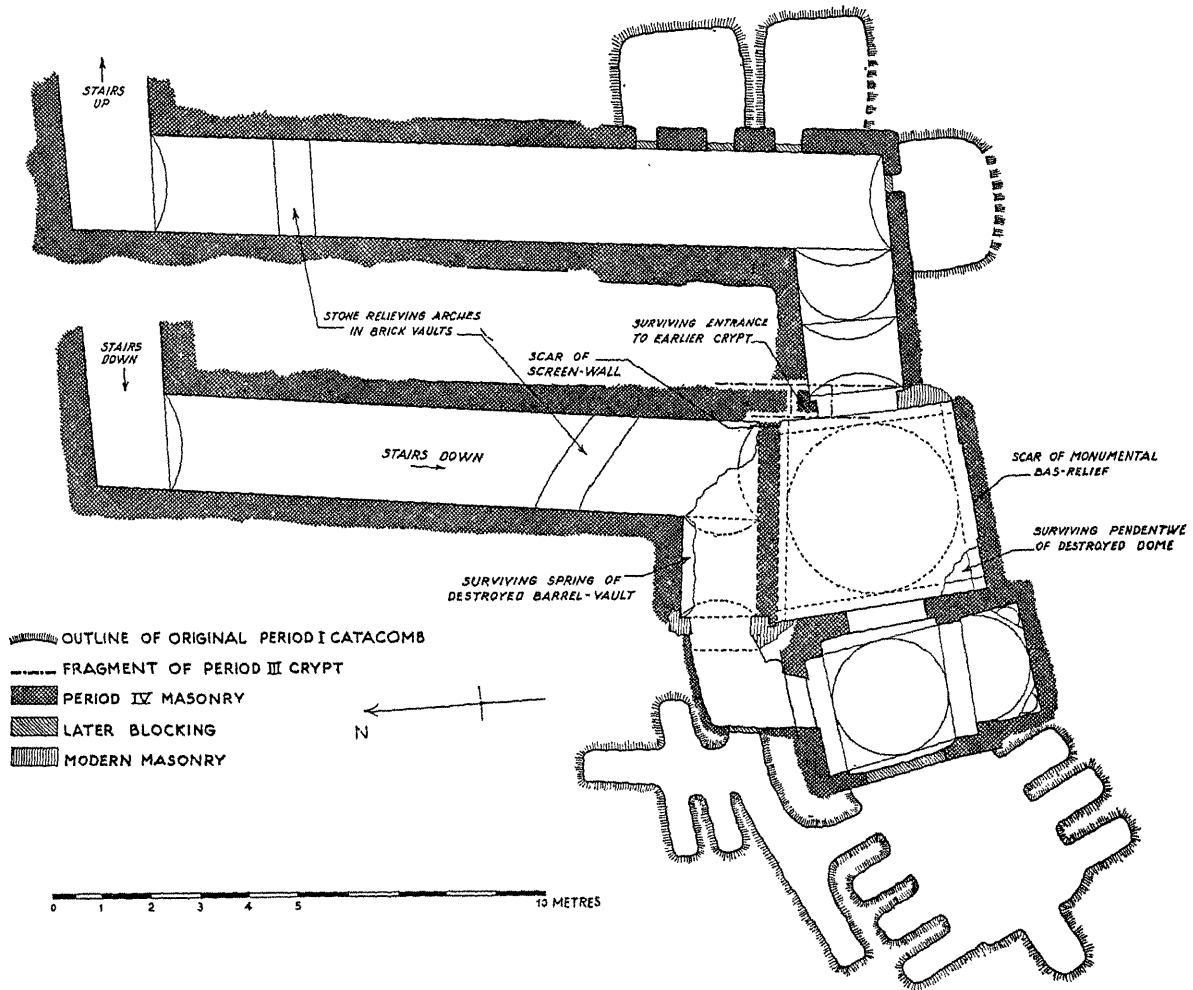 STAIRS
UP
STAIRS
DOWN
STONE RELIEVING ARCHES
IN BRICK VAULTS
SURVIVING ENTRANCE
TO EARLIER CRYPT
SCAR OF
SCREEN-WALL
STAIRS DOWN
SCAR OF MONUMENTAL
BAS-RELIEF
SURVIVING PENDENTIVE
OF DESTROYED DOME
SURVIVING SPRING OF
DESTROYED BARREL-VAULT
OUTLINE OF ORIGINAL PERIOD I CATACOMB
FRAGMENT OF PERIOD III CRYPT
PERIOD IV MASONRY
LATER BLOCKING
MODERN MASONRY
N
0 1 2 3 4 5 10 METRES